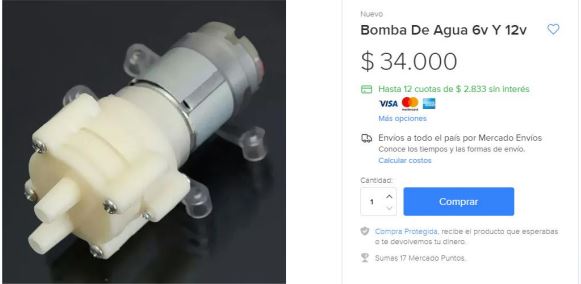 Nuevo
Bomba De Agua 6v Y 12v
$ 34.000
Hasta 12 cuotas de $ 2.833 sin interés
VISA mastercard
Más opciones
Envíos a todo el país por Mercado Envíos
Conoce los tiempos y las formas de envío.
Calcular costos
Cantidad:
1
Comprar
Compra Protegida, recibe el producto que esperabas
o te devolvemos tu dinero.
Sumas 17 Mercado Puntos.